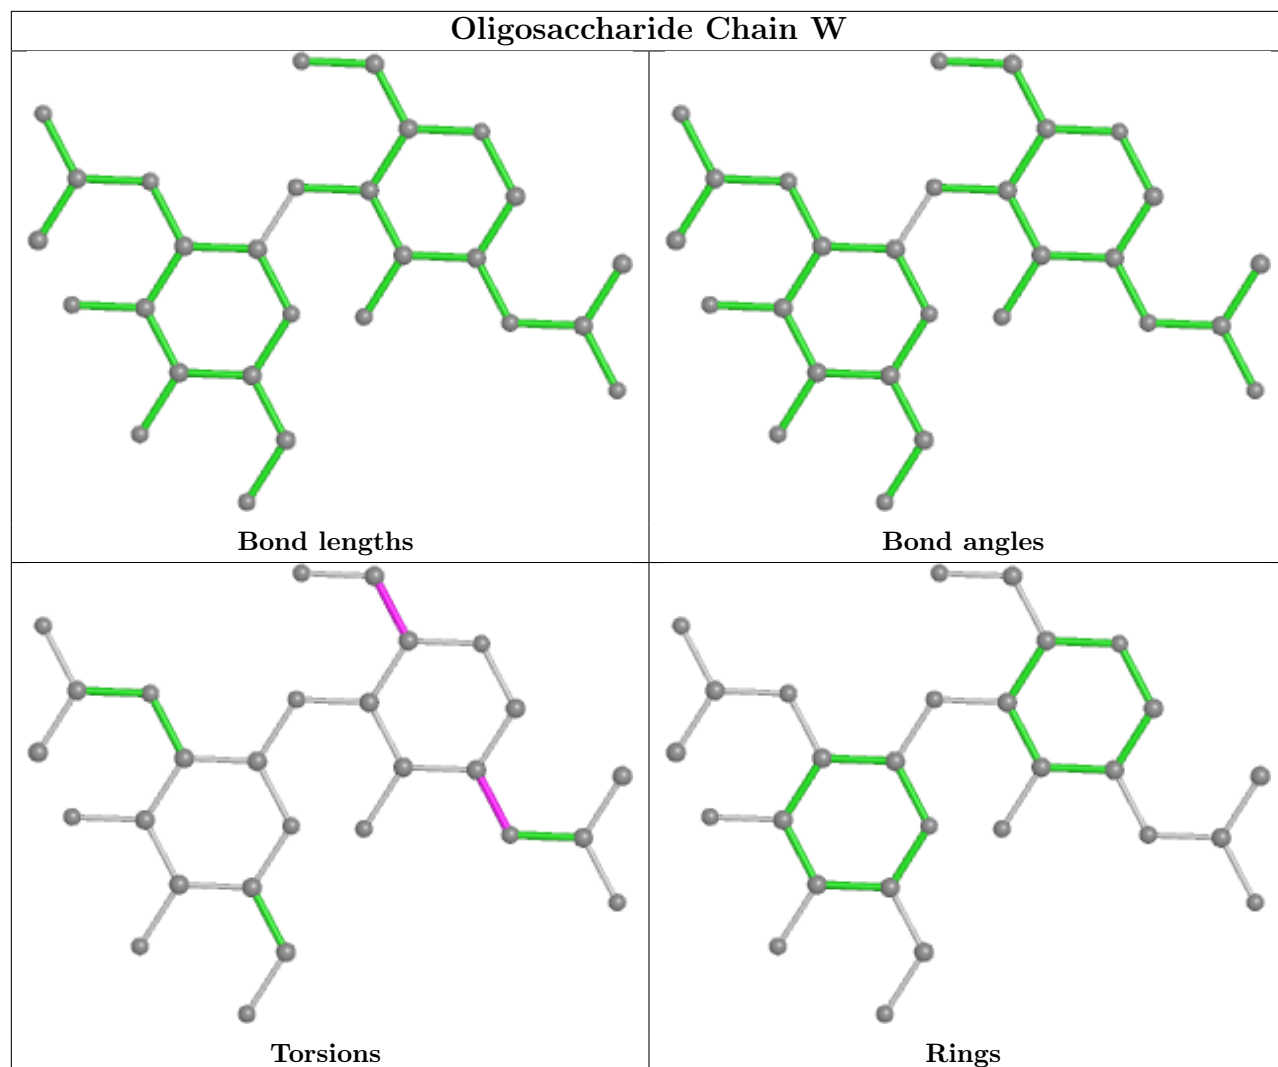 Oligosaccharide Chain W
Bond lengths
Bond angles
Torsions
Rings